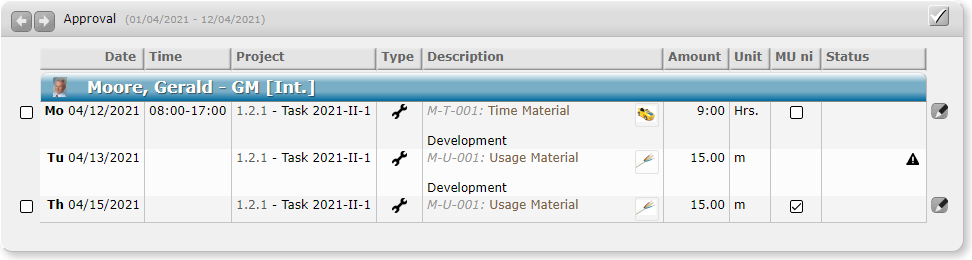 Approval (01/04/2021 - 12/04/2021)
Date Time Project Type Description Amount Unit MU ni Status
Moore, Gerald - GM [Int.]
Mo 04/12/2021 08:00-17:00 1.2.1 - Task 2021-II-1 M-T-001: Time Material 9:00 Hrs.
Development
Tu 04/13/2021 1.2.1 - Task 2021-II-1 M-U-001: Usage Material 15.00 m
Development
Th 04/15/2021 1.2.1 - Task 2021-II-1 M-U-001: Usage Material 15.00 m